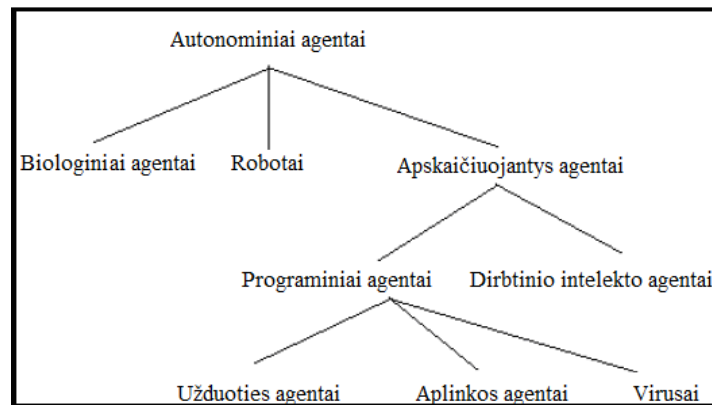 Autonominiai agentai
Biologiniai agentai Robotai Apskaičiuojantys agentai
Programiniai agentai Dirbtinio intelekto agentai
Užduoties agentai Aplinkos agentai Virusai